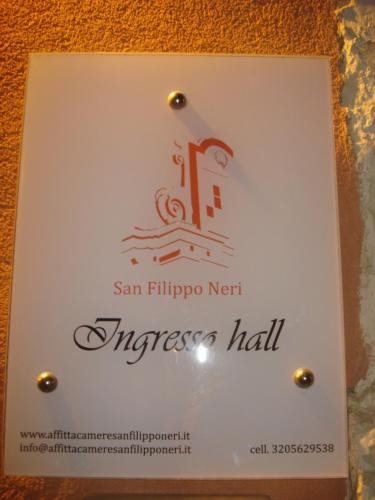 San Filippo Neri
Ingresso hall
www.affittacameresanfilipponeri.it
info@affittacameresanfilipponeri.it
cell. 3205629538